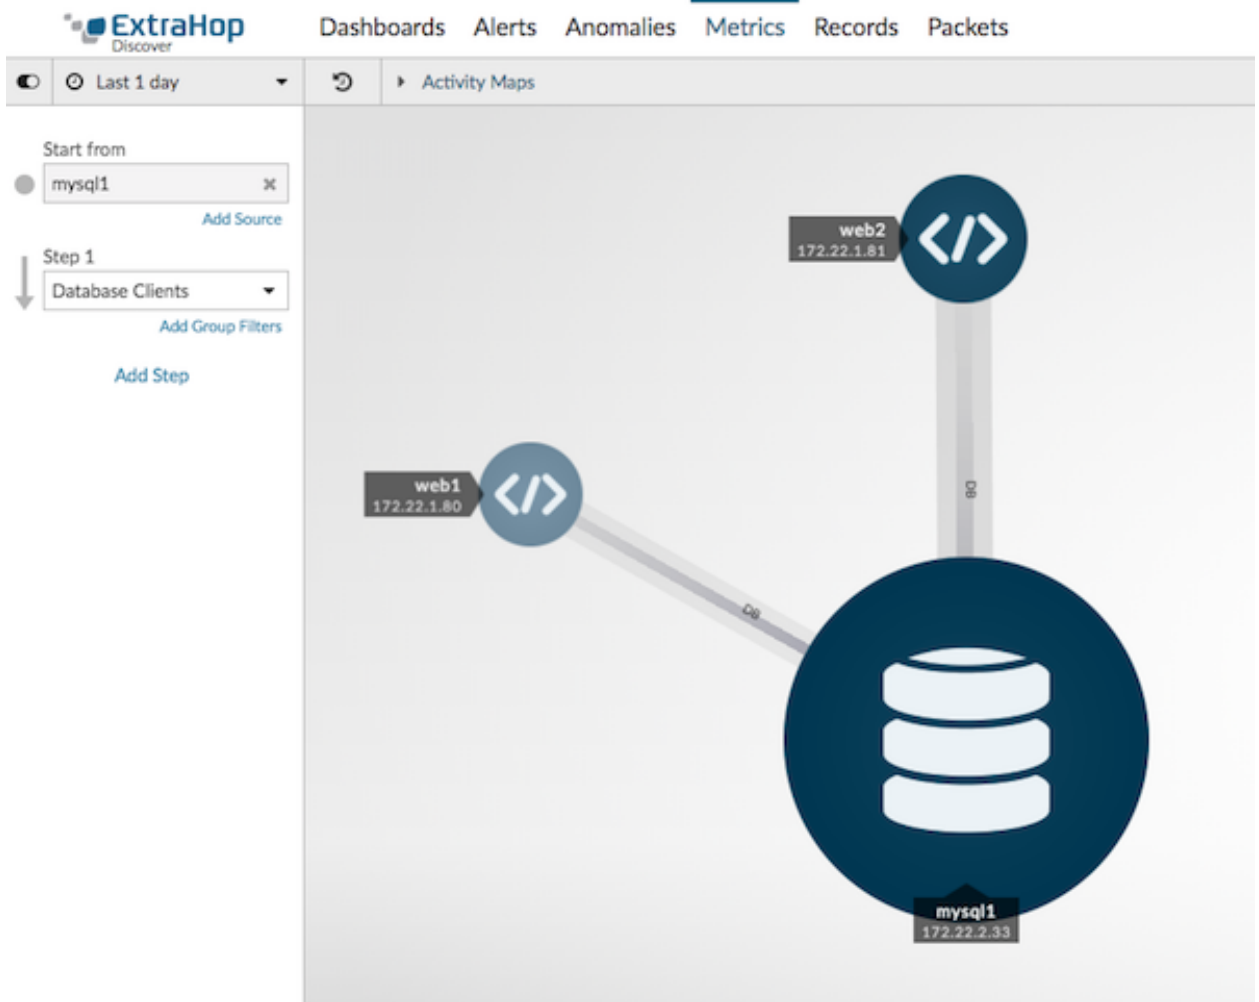 ExtraHop
Discover
Dashboards Alerts Anomalies Metrics Records Packets
Last 1 day
Activity Maps
Start from
mysql1
Add Source
Step 1
Database Clients
Add Group Filters
Add Step
web2
172.22.1.81
web1
172.22.1.80
DB
DB
mysql1
172.22.2.33